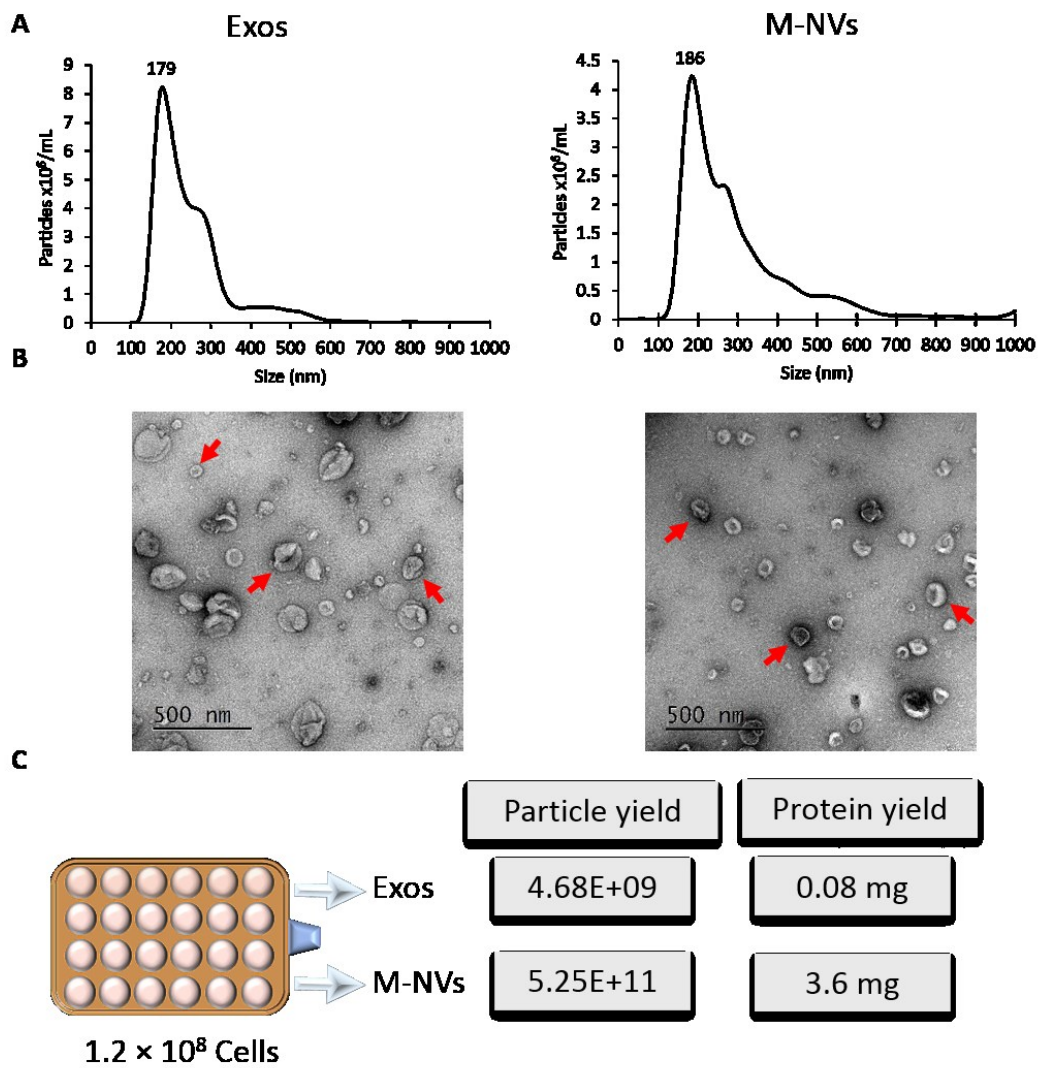 A
Exos
179
9
8
7
6
5
4
3
2
1
0
Particles x10⁶/mL
0 100 200 300 400 500 600 700 800 900 1000
Size (nm)
M-NVs
186
4.5
4
3.5
3
2.5
2
1.5
1
0.5
0
Particles x10⁶/mL
0 100 200 300 400 500 600 700 800 900 1000
Size (nm)
B
500 nm
500 nm
C
Particle yield Protein yield
Exos 4.68E+09 0.08 mg
M-NVs 5.25E+11 3.6 mg
1.2 × 10⁸ Cells